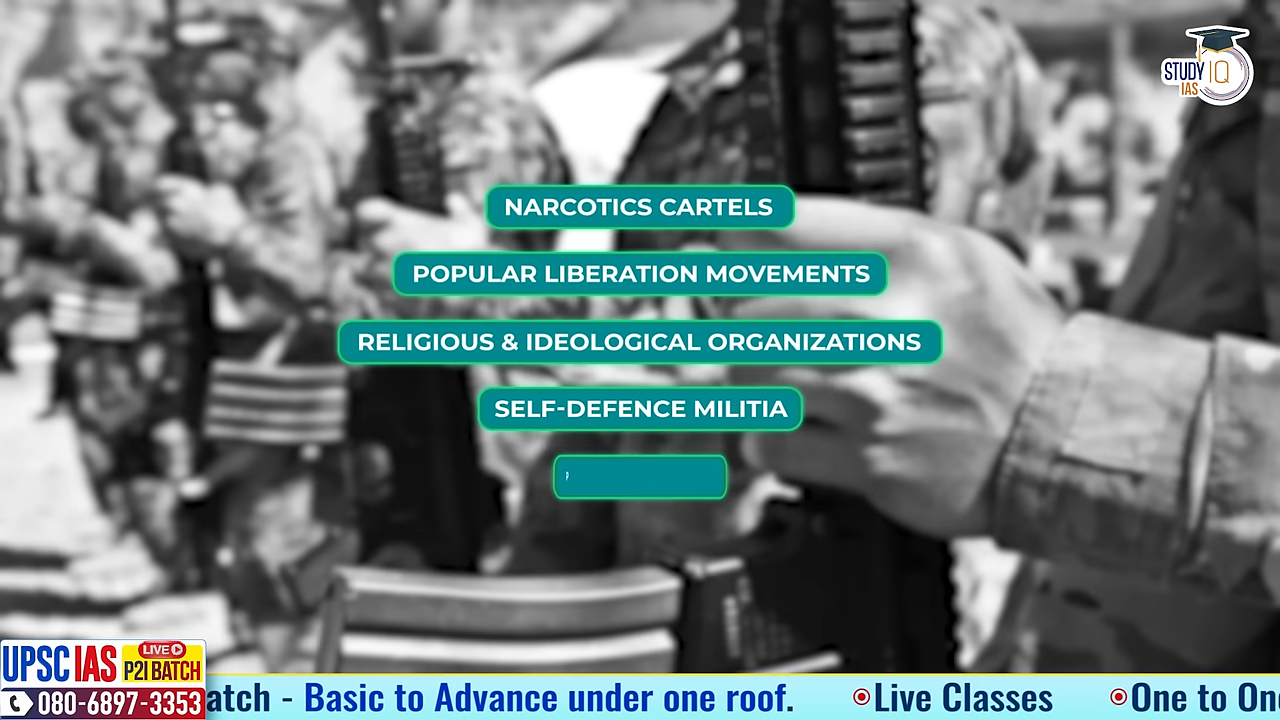 STUDY IQ
IAS
NARCOTICS CARTELS
POPULAR LIBERATION MOVEMENTS
RELIGIOUS & IDEOLOGICAL ORGANIZATIONS
SELF-DEFENCE MILITIA
UPSC IAS LIVE P2I BATCH
080-6897-3353
atch - Basic to Advance under one roof. Live Classes One to On